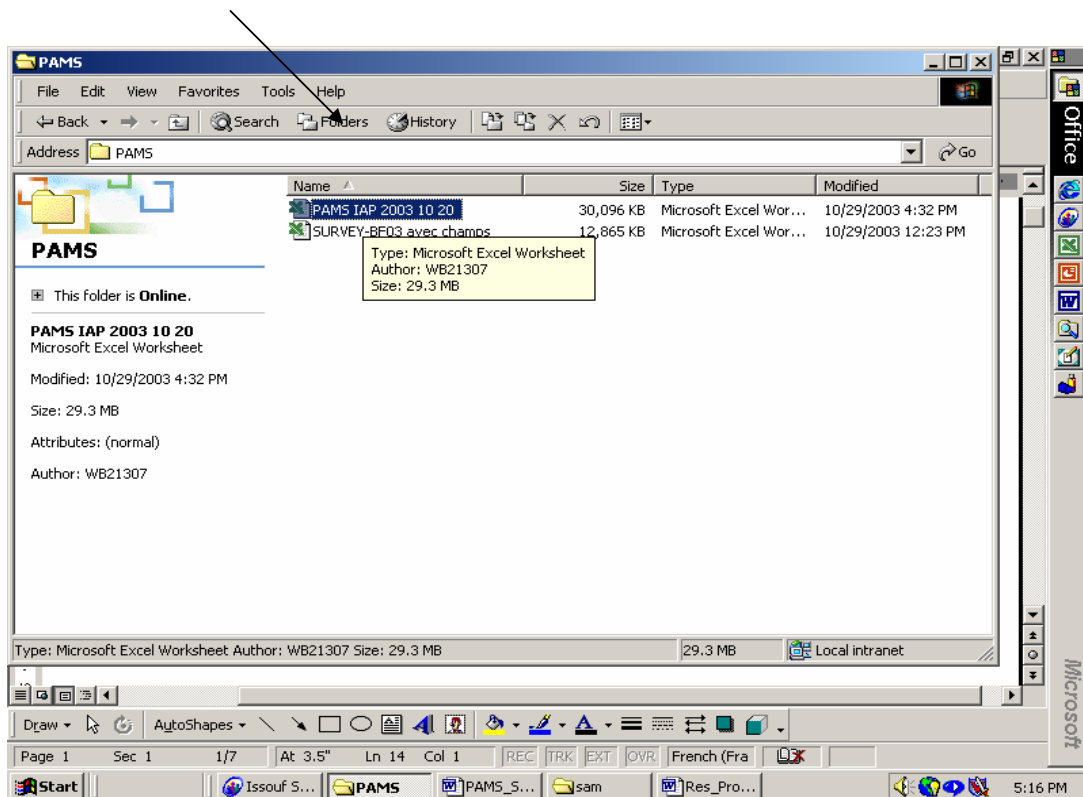 PAMS
File Edit View Favorites Tools Help
Back Search Folders History
Address PAMS Go
Name Size Type Modified
PAMS IAP 2003 10 20 30,096 KB Microsoft Excel Wor... 10/29/2003 4:32 PM
SURVEY-BF03 avec champs 12,865 KB Microsoft Excel Wor... 10/29/2003 12:23 PM
Type: Microsoft Excel Worksheet
Author: WB21307
Size: 29.3 MB
PAMS
This folder is Online.
PAMS IAP 2003 10 20
Microsoft Excel Worksheet
Modified: 10/29/2003 4:32 PM
Size: 29.3 MB
Attributes: (normal)
Author: WB21307
Type: Microsoft Excel Worksheet Author: WB21307 Size: 29.3 MB 29.3 MB Local intranet
Office
Microsoft
Draw AutoShapes
Page 1 Sec 1 1/7 At 3.5" Ln 14 Col 1 REC TRK EXT OVR French (Fra
Start Issouf S... PAMS PAMS_S... sam Res_Pro... 5:16 PM